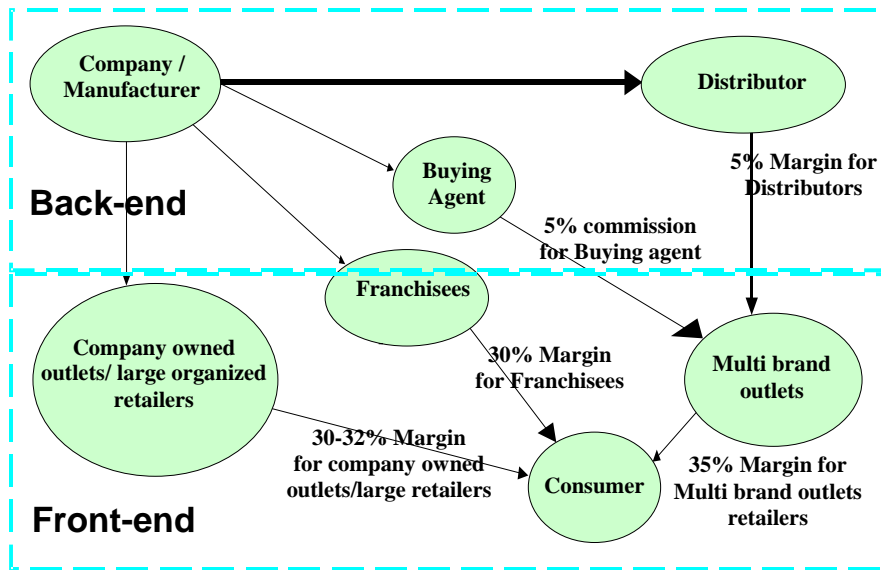 Company /
Manufacturer
Distributor
Buying
Agent
5% Margin for
Distributors
Back-end
5% commission
for Buying agent
Franchisees
Company owned
outlets/ large organized
retailers
30% Margin
for Franchisees
Multi brand
outlets
30-32% Margin
for company owned
outlets/large retailers
Consumer
35% Margin for
Multi brand outlets
retailers
Front-end